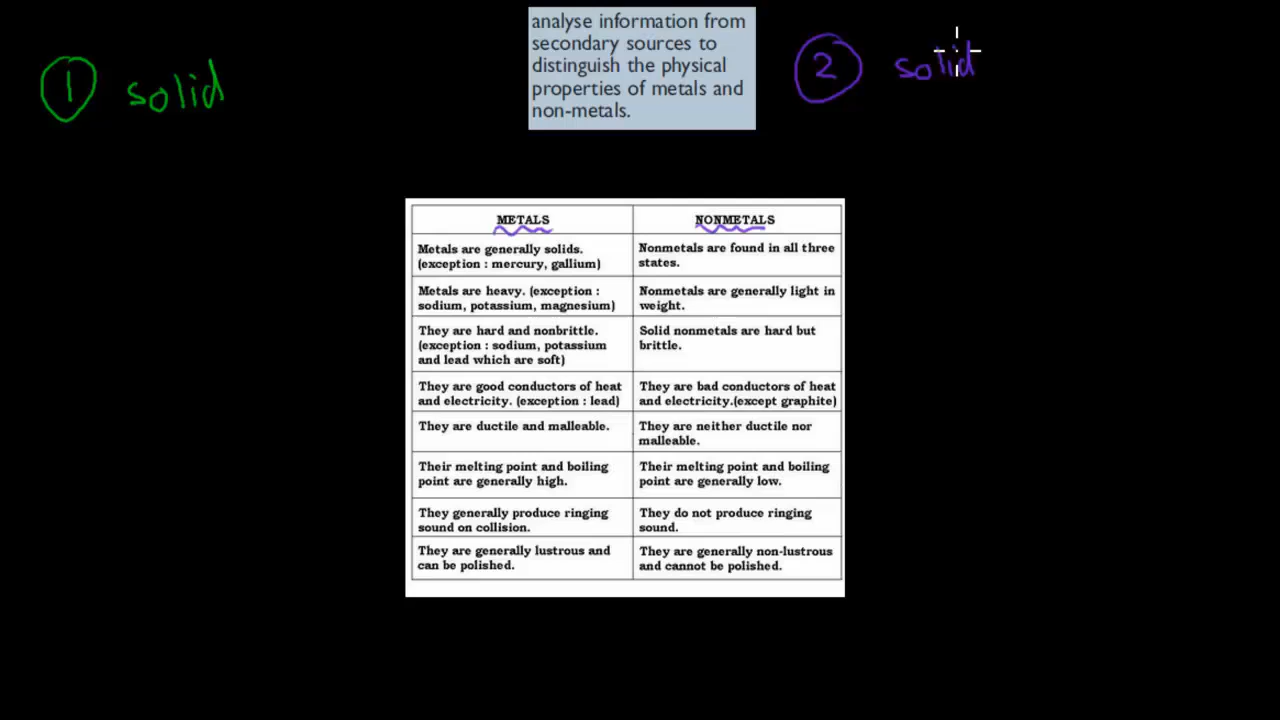 analyse information from
secondary sources to
distinguish the physical
properties of metals and
non-metals.
1 solid
2 solid
METALS
NONMETALS
Metals are generally solids.
(exception : mercury, gallium)
Nonmetals are found in all three
states.
Metals are heavy. (exception :
sodium, potassium, magnesium)
Nonmetals are generally light in
weight.
They are hard and nonbrittle.
(exception : sodium, potassium
and lead which are soft)
Solid nonmetals are hard but
brittle.
They are good conductors of heat
and electricity. (exception : lead)
They are bad conductors of heat
and electricity.(except graphite)
They are ductile and malleable.
They are neither ductile nor
malleable.
Their melting point and boiling
point are generally high.
Their melting point and boiling
point are generally low.
They generally produce ringing
sound on collision.
They do not produce ringing
sound.
They are generally lustrous and
can be polished.
They are generally non-lustrous
and cannot be polished.